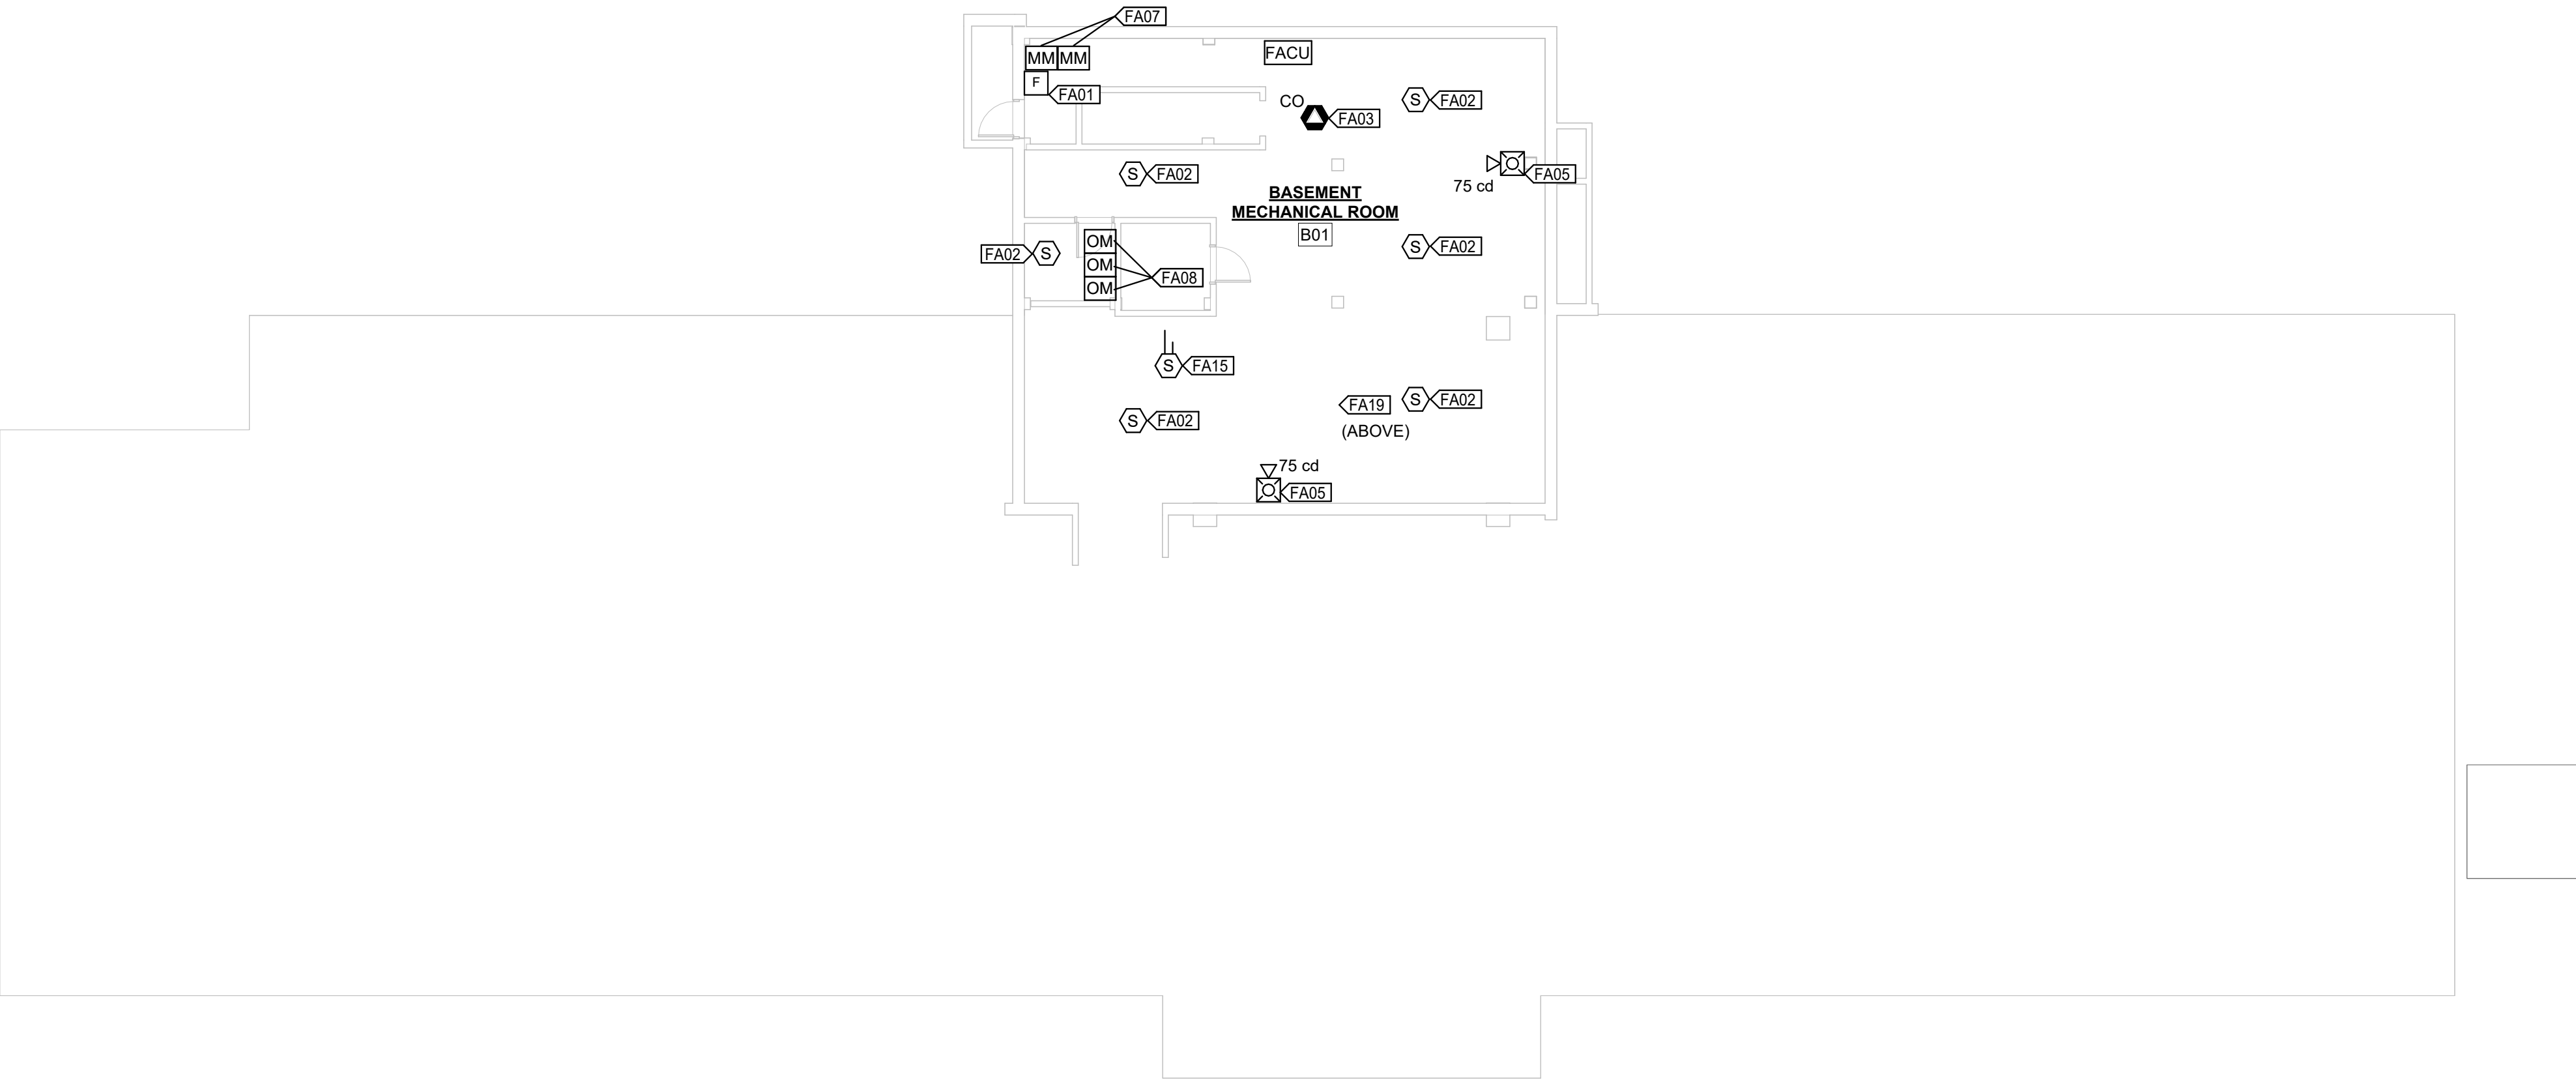 FA07
MM MM
FACU
F
FA01
CO
FA03
S FA02
S FA02
FA05
75 cd
BASEMENT
MECHANICAL ROOM
B01
FA02 S
OM
OM
OM
FA08
S FA02
S FA15
FA19
(ABOVE)
S FA02
S FA02
75 cd
FA05